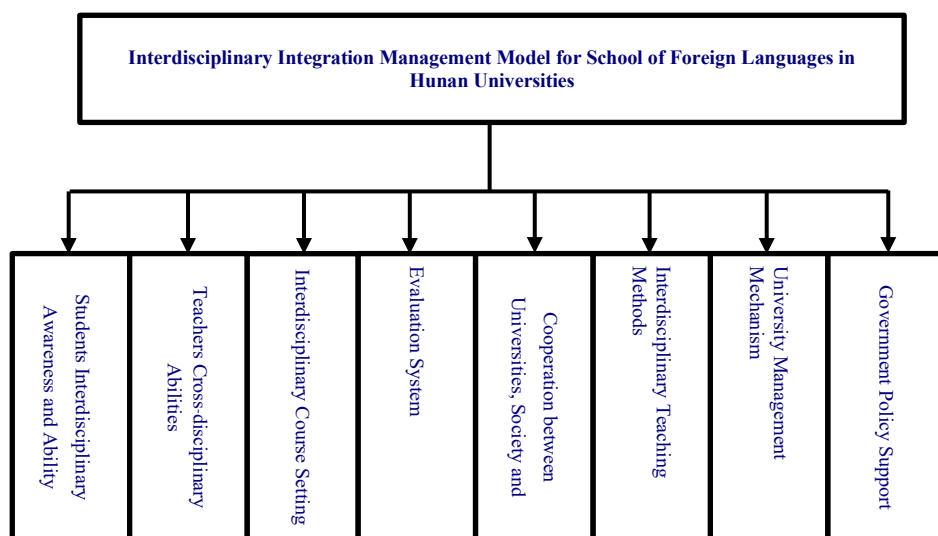 Interdisciplinary Integration Management Model for School of Foreign Languages in
Hunan Universities
Students Interdisciplinary
Awareness and Ability
Teachers Cross-disciplinary
Abilities
Interdisciplinary Course Setting
Evaluation System
Cooperation between
Universities, Society and
Interdisciplinary Teaching
Methods
University Management
Mechanism
Government Policy Support